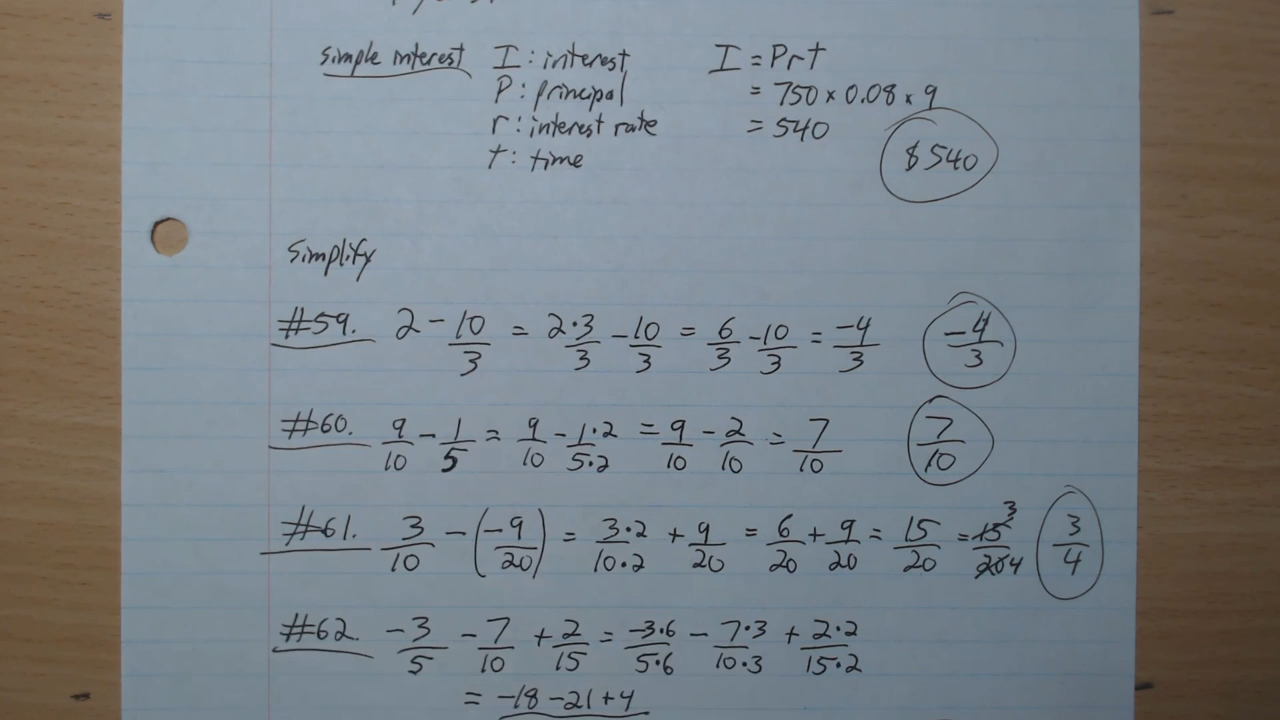 simple interest I : interest I = Prt
P : principal = 750 × 0.08 × 9
r : interest rate = 540
t : time $540
Simplify
#59. 2 - 10/3 = 2·3/3 - 10/3 = 6/3 - 10/3 = -4/3 -4/3
#60. 9/10 - 1/5 = 9/10 - 1·2/5·2 = 9/10 - 2/10 = 7/10 7/10
#61. 3/10 - (-9/20) = 3·2/10·2 + 9/20 = 6/20 + 9/20 = 15/20 = 15 3/20 4 3/4
#62. -3/5 - 7/10 + 2/15 = -3·6/5·6 - 7·3/10·3 + 2·2/15·2
= -18 - 21 + 4